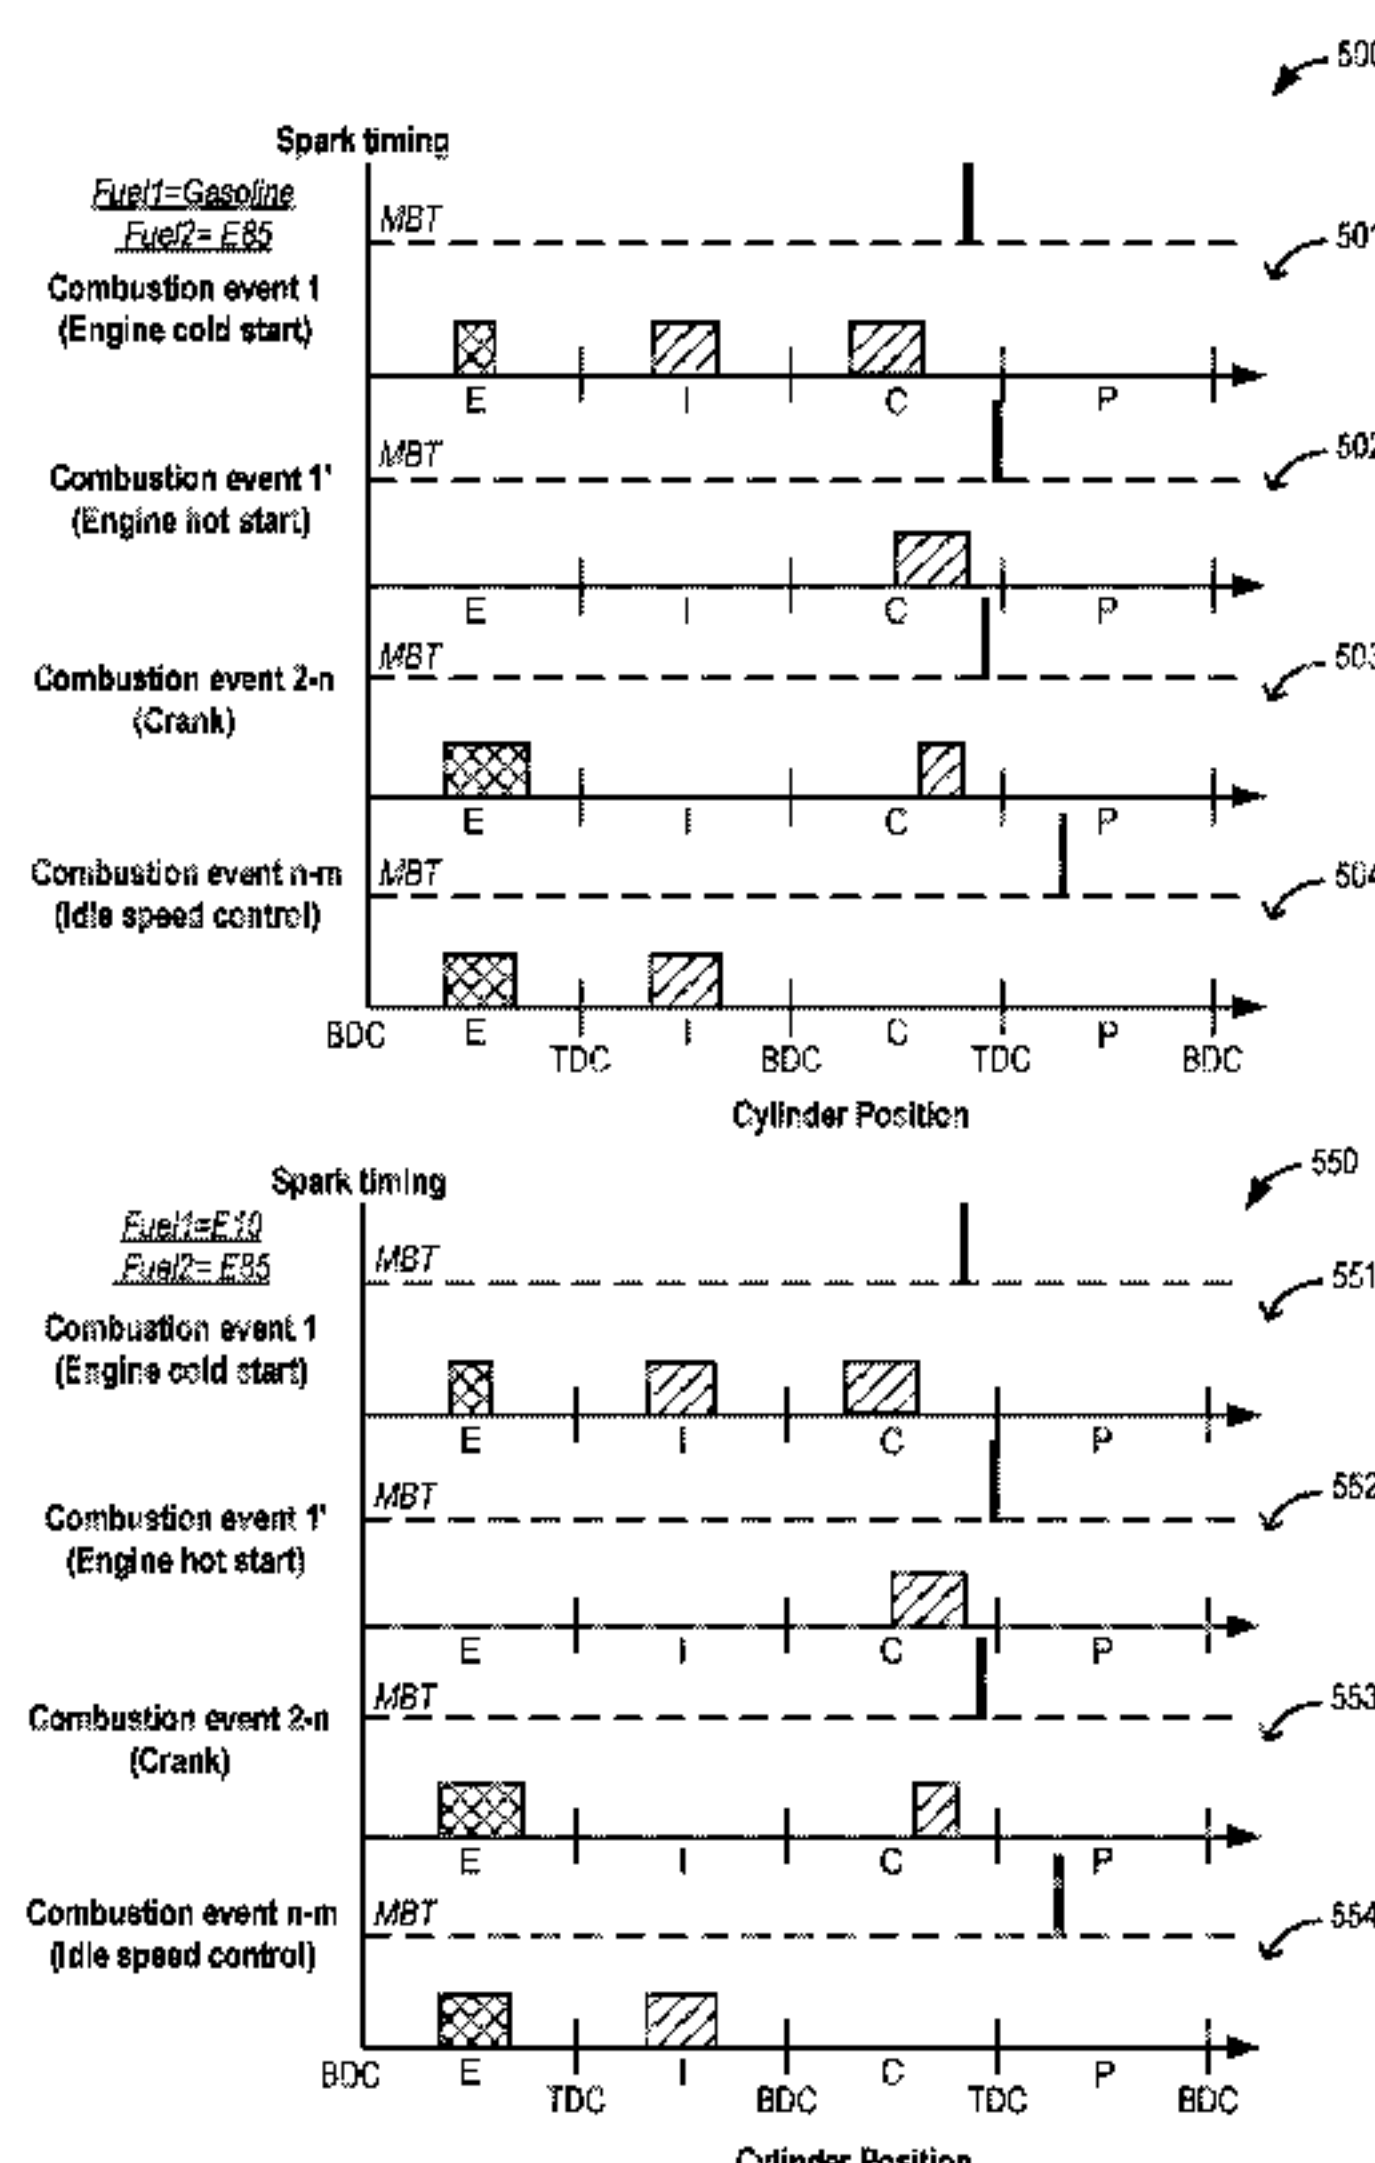 500
Spark timing
Fuel1=Gasoline
Fuel2= E85
MBT
501
Combustion event 1
(Engine cold start)
E I C P
MBT
502
Combustion event 1'
(Engine hot start)
E I C P
MBT
503
Combustion event 2-n
(Crank)
E I C P
MBT
504
Combustion event n-m
(Idle speed control)
BDC E TDC I BDC C TDC P BDC
Cylinder Position
550
Spark timing
Fuel1=E10
Fuel2= E85
MBT
551
Combustion event 1
(Engine cold start)
E I C P
MBT
552
Combustion event 1'
(Engine hot start)
E I C P
MBT
553
Combustion event 2-n
(Crank)
E I C P
MBT
554
Combustion event n-m
(Idle speed control)
BDC E TDC I BDC C TDC P BDC
Cylinder Position